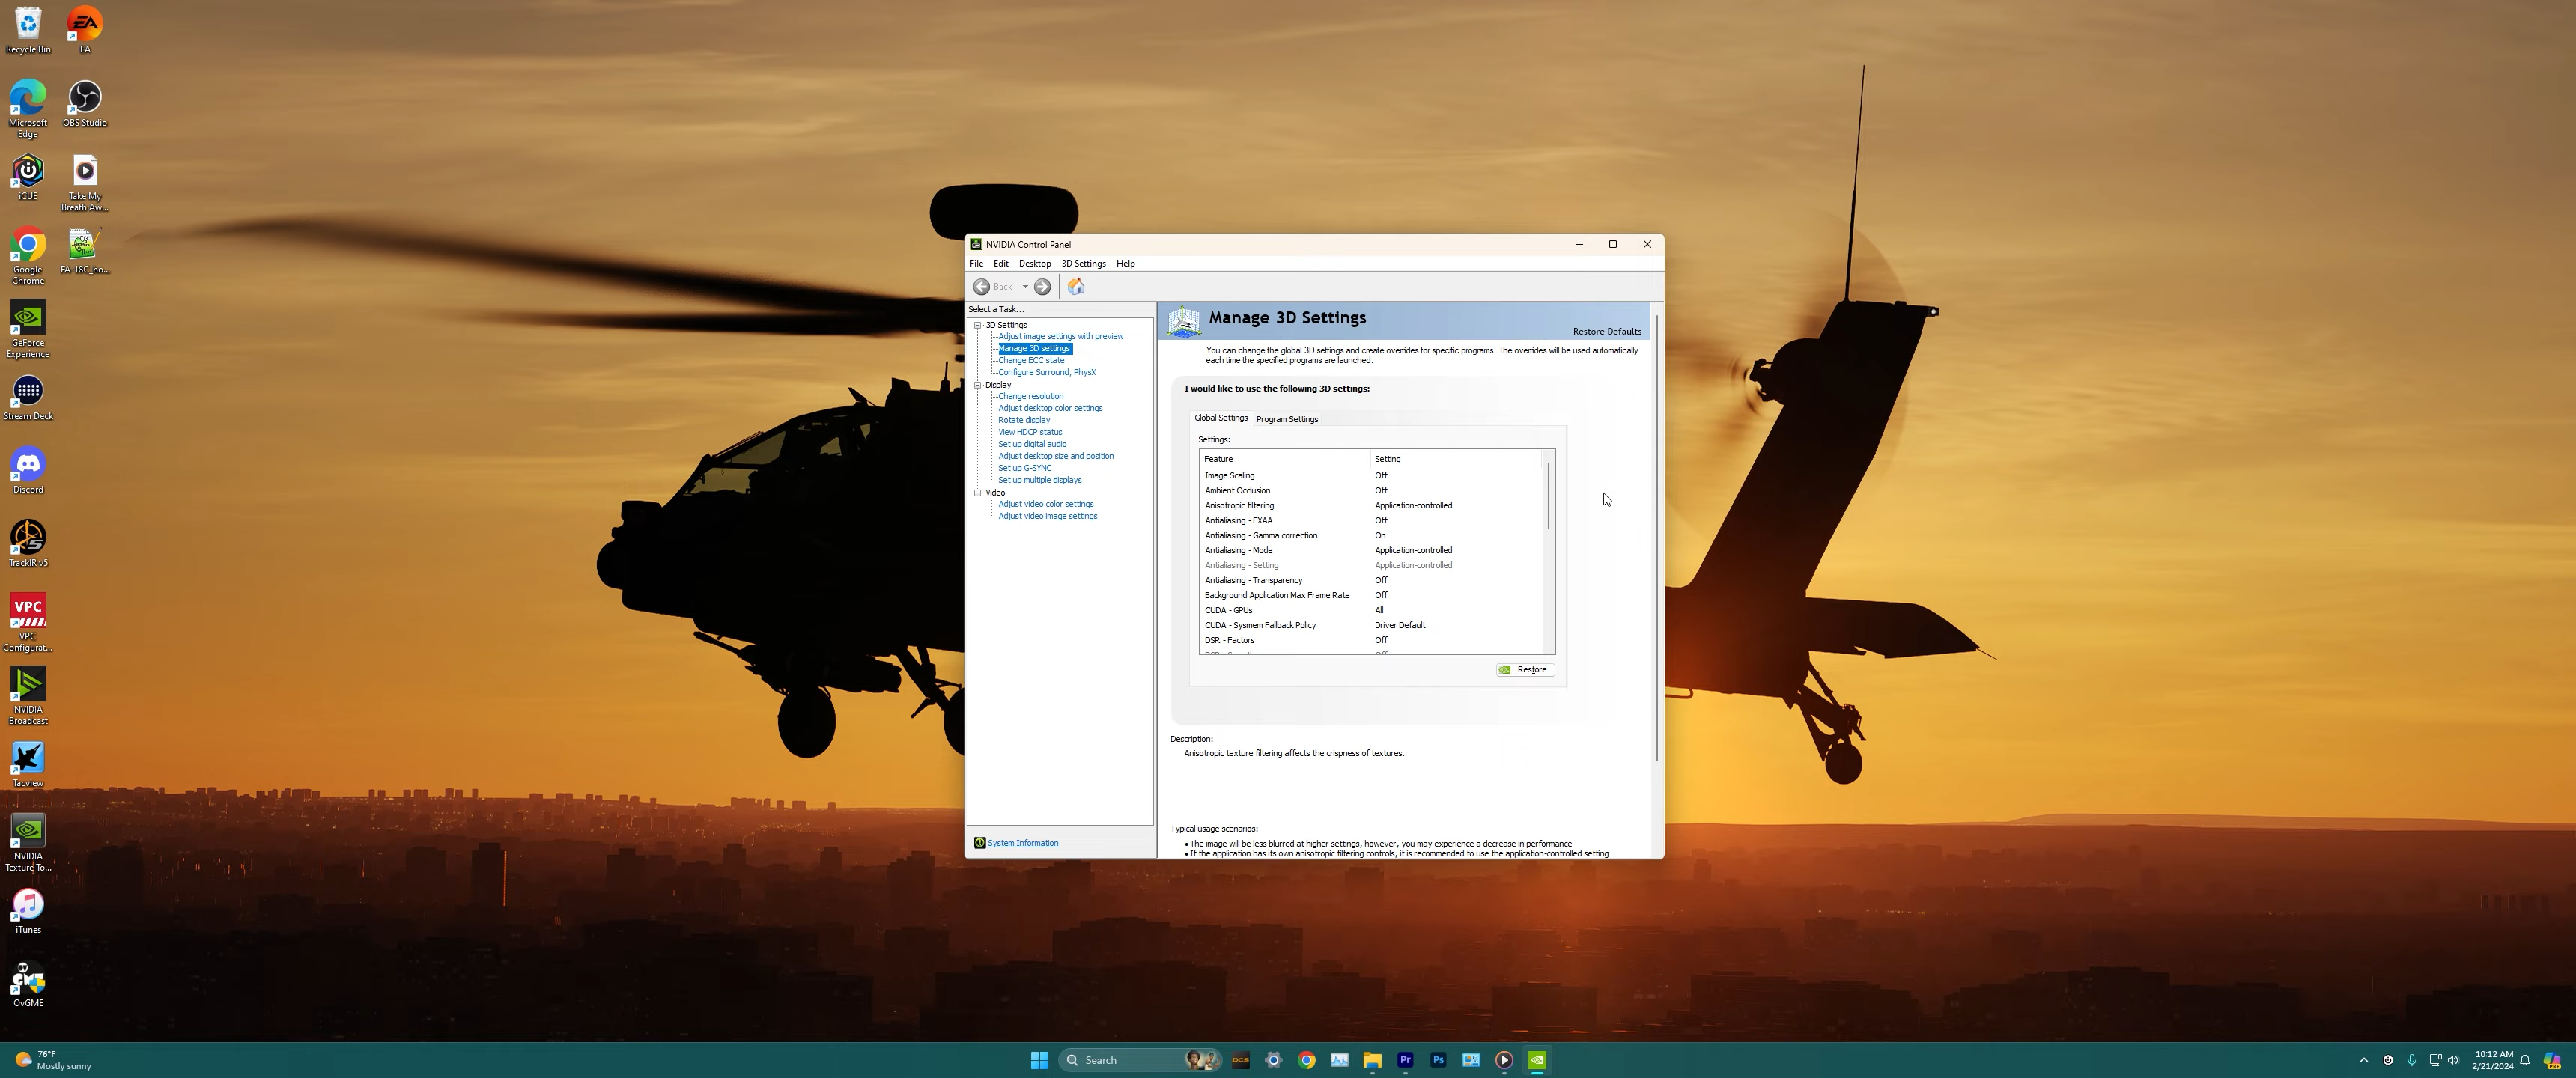 Recycle Bin
EA
Microsoft
Edge
OBS Studio
iCUE
Take My
Breath Aw...
Google
Chrome
FA-18C_ho...
GeForce
Experience
Stream Deck
Discord
TrackIR v5
VPC
VPC
Configurat...
NVIDIA
Broadcast
Tacview
NVIDIA
Texture To...
iTunes
OvGME
NVIDIA Control Panel
File Edit Desktop 3D Settings Help
Back
Select a Task...
3D Settings
Adjust image settings with preview
Manage 3D settings
Change ECC state
Configure Surround, PhysX
Display
Change resolution
Adjust desktop color settings
Rotate display
View HDCP status
Set up digital audio
Adjust desktop size and position
Set up G-SYNC
Set up multiple displays
Video
Adjust video color settings
Adjust video image settings
System Information
Manage 3D Settings
Restore Defaults
You can change the global 3D settings and create overrides for specific programs. The overrides will be used automatically
each time the specified programs are launched.
I would like to use the following 3D settings:
Global Settings Program Settings
Settings:
Feature Setting
Image Scaling Off
Ambient Occlusion Off
Anisotropic filtering Application-controlled
Antialiasing - FXAA Off
Antialiasing - Gamma correction On
Antialiasing - Mode Application-controlled
Antialiasing - Setting Application-controlled
Antialiasing - Transparency Off
Background Application Max Frame Rate Off
CUDA - GPUs All
CUDA - Sysmem Fallback Policy Driver Default
DSR - Factors Off
Restore
Description:
Anisotropic texture filtering affects the crispness of textures.
Typical usage scenarios:
• The image will be less blurred at higher settings, however, you may experience a decrease in performance
• If the application has its own anisotropic filtering controls, it is recommended to use the application-controlled setting
76°F
Mostly sunny
Search
DCS
Pr
Ps
10:12 AM
2/21/2024